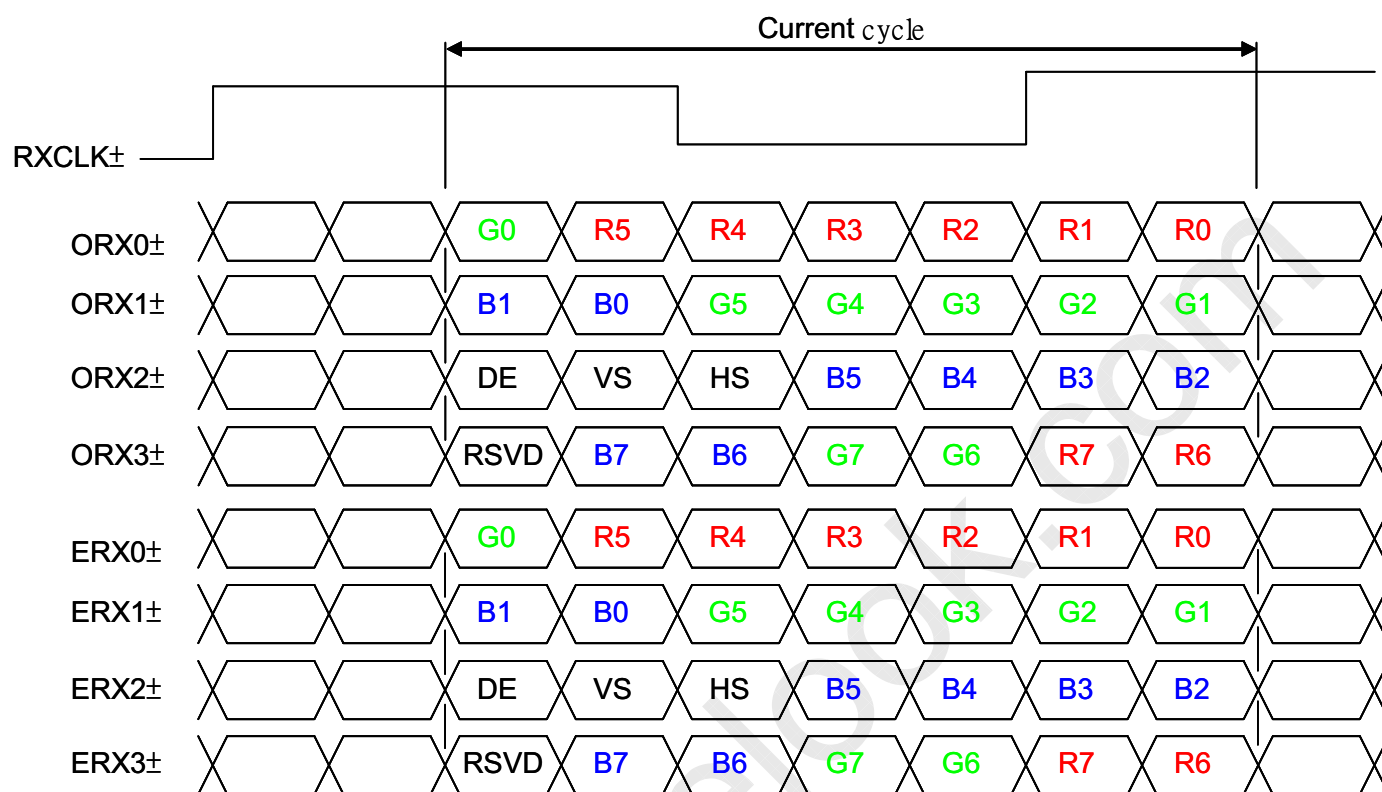 Current cycle
RXCLK±
ORX0± G0 R5 R4 R3 R2 R1 R0
ORX1± B1 B0 G5 G4 G3 G2 G1
ORX2± DE VS HS B5 B4 B3 B2
ORX3± RSVD B7 B6 G7 G6 R7 R6
ERX0± G0 R5 R4 R3 R2 R1 R0
ERX1± B1 B0 G5 G4 G3 G2 G1
ERX2± DE VS HS B5 B4 B3 B2
ERX3± RSVD B7 B6 G7 G6 R7 R6
elook.com